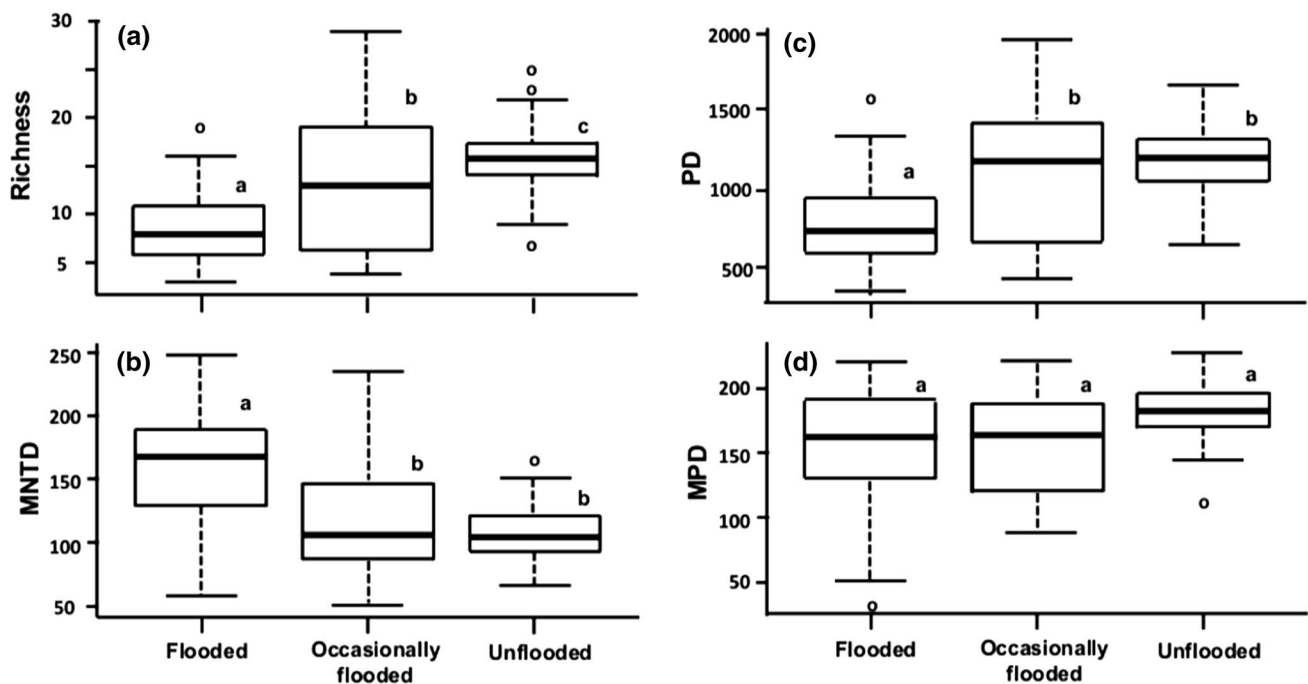 (a)
Richness
30
20
10
5
a
b
c
(c)
PD
2000
1500
1000
500
a
b
b
(b)
MNTD
250
200
150
100
50
a
b
b
Flooded
Occasionally
flooded
Unflooded
(d)
MPD
200
150
100
50
a
a
a
Flooded
Occasionally
flooded
Unflooded